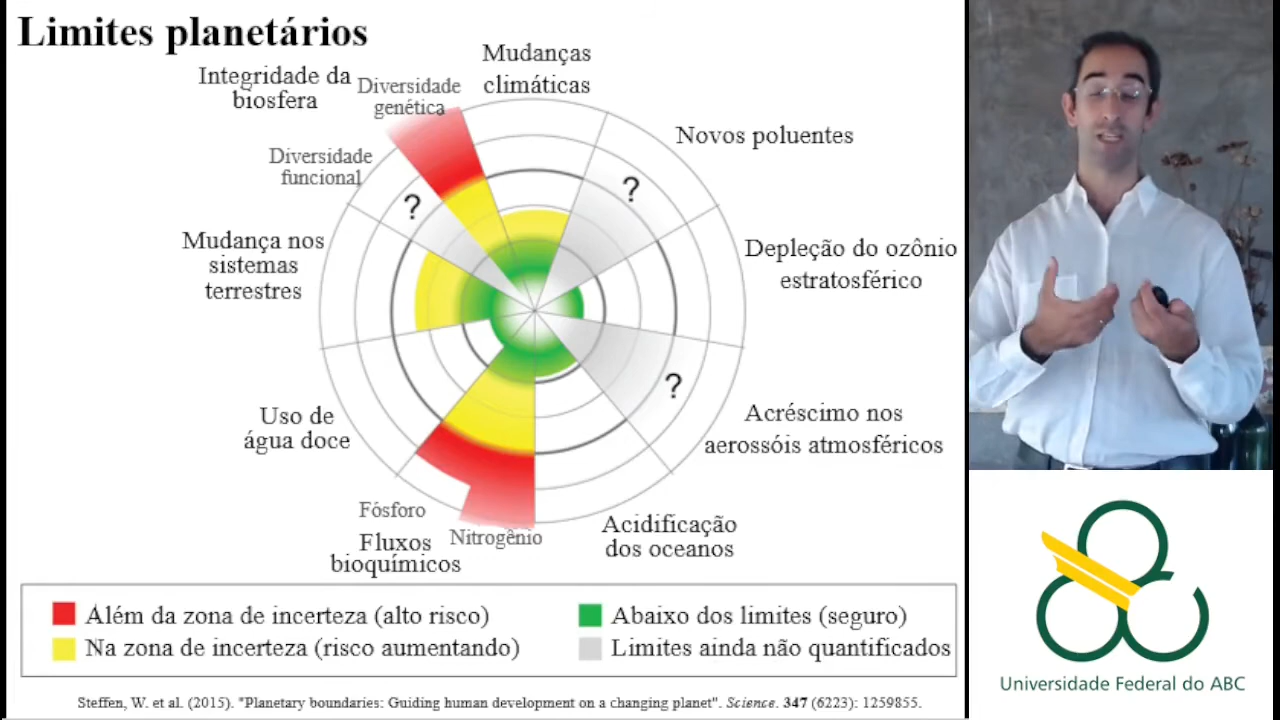 Limites planetários
Mudanças
climáticas
Integridade da
biosfera
Diversidade
genética
Novos poluentes
Diversidade
funcional
?
?
Mudança nos
sistemas
terrestres
Depleção do ozônio
estratosférico
?
Uso de
água doce
Acréscimo nos
aerossóis atmosféricos
Fósforo
Nitrogênio
Fluxos
bioquímicos
Acidificação
dos oceanos
Além da zona de incerteza (alto risco)
Abaixo dos limites (seguro)
Na zona de incerteza (risco aumentando)
Limites ainda não quantificados
Steffen, W. et al. (2015). "Planetary boundaries: Guiding human development on a changing planet". Science. 347 (6223): 1259855.
Universidade Federal do ABC